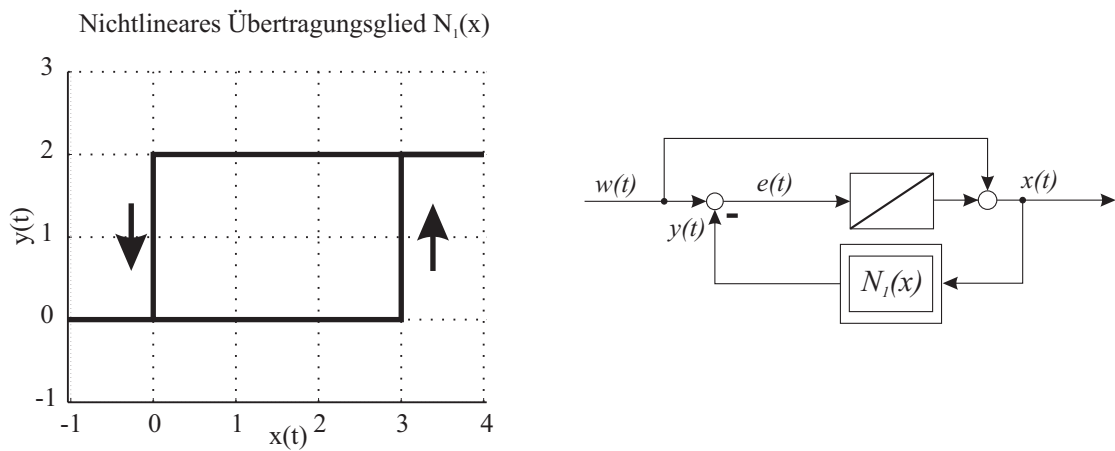 Nichtlineares Übertragungsglied N₁(x)
3
2
1
0
-1
y(t)
-1 0 1 2 3 4
x(t)
w(t)
e(t)
x(t)
y(t)
-
N₁(x)